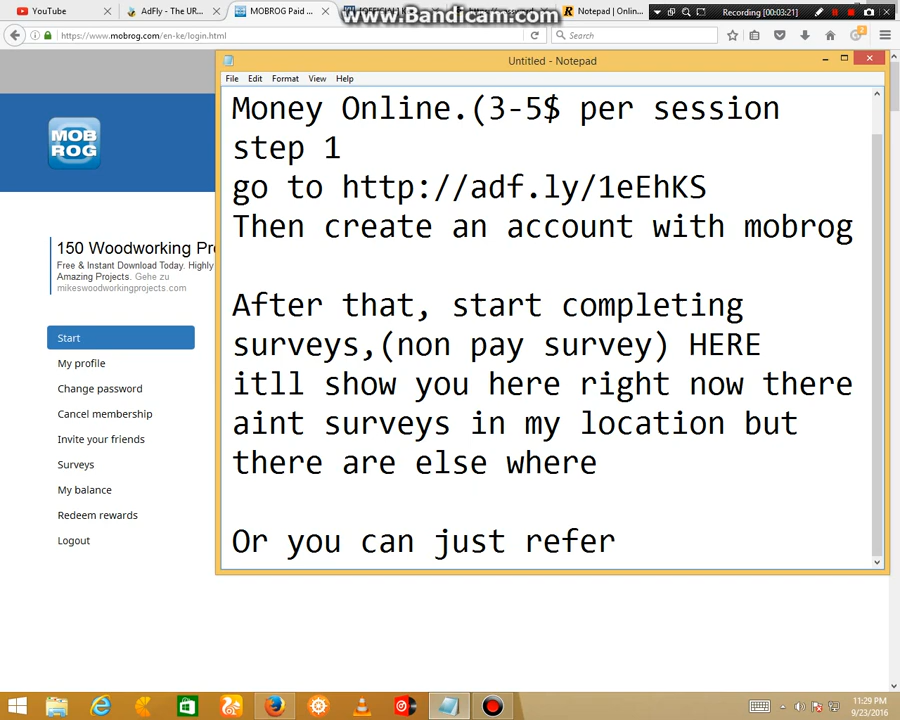 YouTube
AdFly - The UR...
MOBROG Paid ...
www.Bandicam.com
Notepad | Onlin...
Recording [00:03:21]
https://www.mobrog.com/en-ke/login.html
Search
Untitled - Notepad
File Edit Format View Help
MOB
ROG
150 Woodworking Pr
Free & Instant Download Today. Highly
Amazing Projects. Gehe zu
mikeswoodworkingprojects.com
Start
My profile
Change password
Cancel membership
Invite your friends
Surveys
My balance
Redeem rewards
Logout
Money Online.(3-5$ per session
step 1
go to http://adf.ly/1eEhKS
Then create an account with mobrog
After that, start completing
surveys,(non pay survey) HERE
itll show you here right now there
aint surveys in my location but
there are else where
Or you can just refer
11:29 PM
9/23/2016